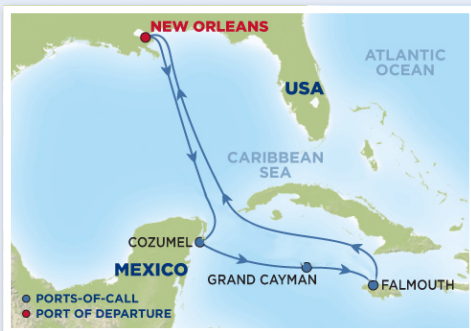 NEW ORLEANS
ATLANTIC
OCEAN
USA
CARIBBEAN
SEA
COZUMEL
MEXICO
GRAND CAYMAN
FALMOUTH
PORTS-OF-CALL
PORT OF DEPARTURE